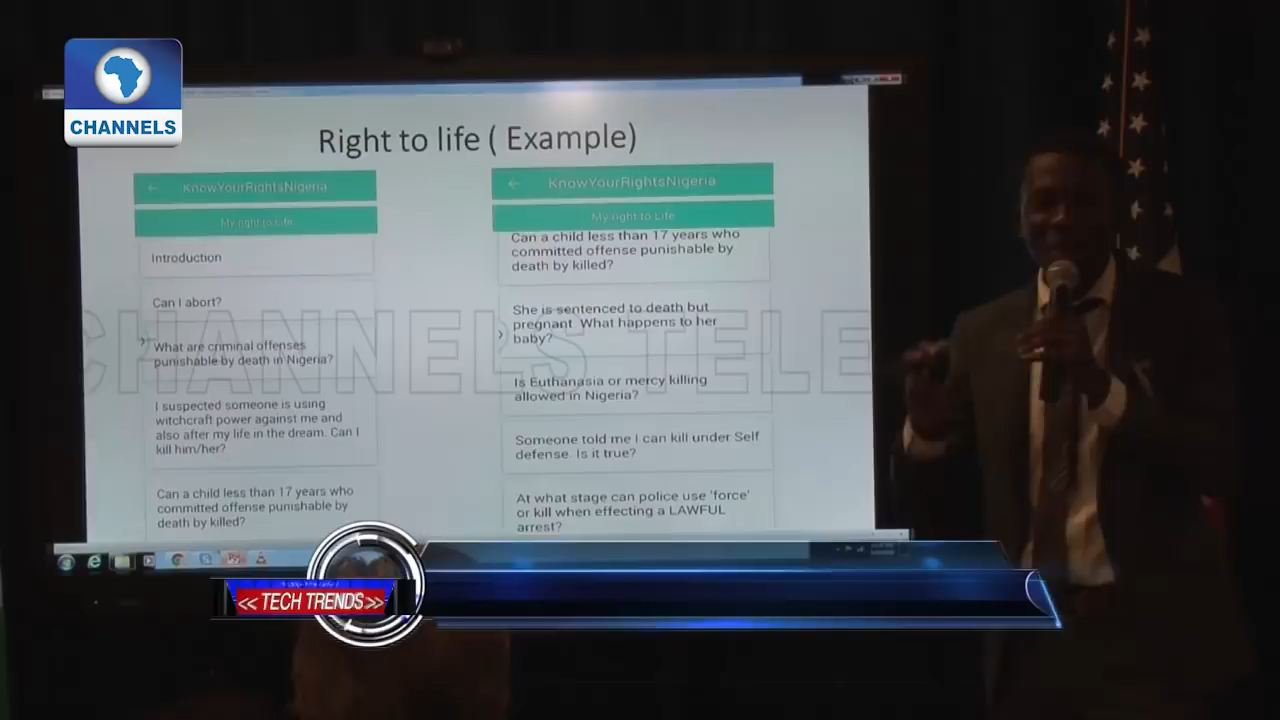 CHANNELS
Right to life ( Example)
KnowYourRightsNigeria
My right to Life
Introduction
Can I abort?
What are criminal offenses
punishable by death in Nigeria?
I suspected someone is using
witchcraft power against me and
also after my life in the dream. Can I
kill him/her?
Can a child less than 17 years who
committed offense punishable by
death by killed?
KnowYourRightsNigeria
My right to Life
Can a child less than 17 years who
committed offense punishable by
death by killed?
She is sentenced to death but
pregnant. What happens to her
baby?
Is Euthanasia or mercy killing
allowed in Nigeria?
Someone told me I can kill under Self
defense. Is it true?
At what stage can police use 'force'
or kill when effecting a LAWFUL
arrest?
CHANNELS TELE
<< TECH TRENDS>>